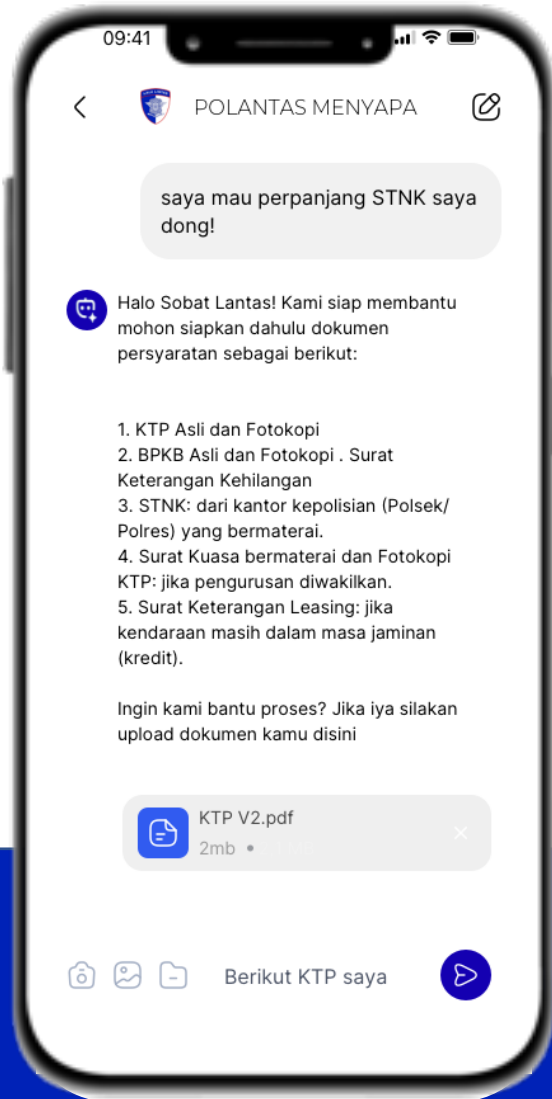 09:41
POLANTAS MENYAPA
saya mau perpanjang STNK saya
dong!
Halo Sobat Lantas! Kami siap membantu
mohon siapkan dahulu dokumen
persyaratan sebagai berikut:
1. KTP Asli dan Fotokopi
2. BPKB Asli dan Fotokopi . Surat
Keterangan Kehilangan
3. STNK: dari kantor kepolisian (Polsek/
Polres) yang bermaterai.
4. Surat Kuasa bermaterai dan Fotokopi
KTP: jika pengurusan diwakilkan.
5. Surat Keterangan Leasing: jika
kendaraan masih dalam masa jaminan
(kredit).
Ingin kami bantu proses? Jika iya silakan
upload dokumen kamu disini
KTP V2.pdf
2mb •
Berikut KTP saya